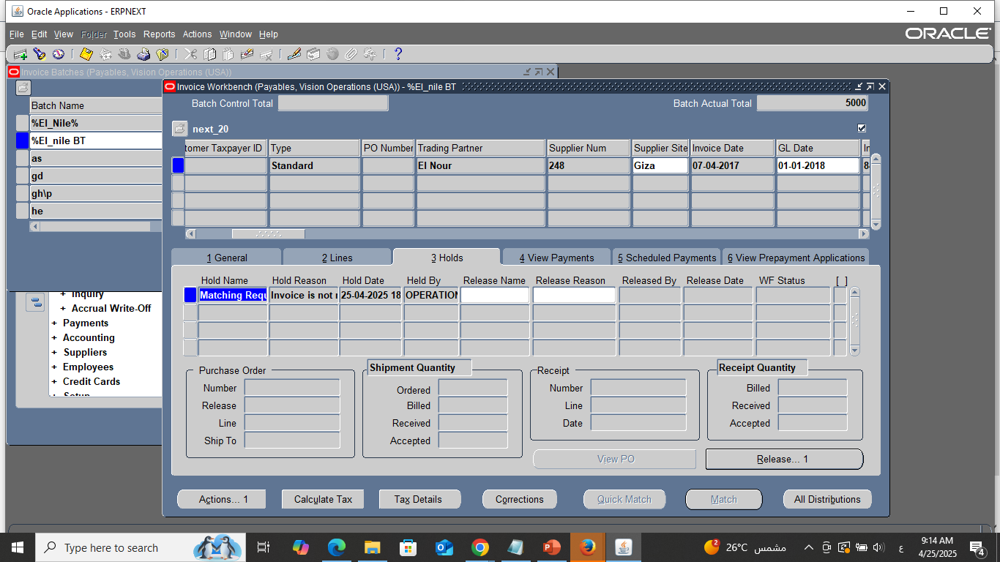 Oracle Applications - ERPNEXT
File Edit View Folder Tools Reports Actions Window Help
ORACLE
Invoice Batches (Payables, Vision Operations (USA))
Batch Name
%El_Nile%
%El_nile BT
as
gd
gh\p
he
Inquiry
+ Accrual Write-Off
+ Payments
+ Accounting
+ Suppliers
+ Employees
+ Credit Cards
Setup
Invoice Workbench (Payables, Vision Operations (USA)) - %El_nile BT
Batch Control Total
Batch Actual Total 5000
next_20
tomer Taxpayer ID Type PO Number Trading Partner Supplier Num Supplier Site Invoice Date GL Date In
Standard El Nour 248 Giza 07-04-2017 01-01-2018 8
1 General 2 Lines 3 Holds 4 View Payments 5 Scheduled Payments 6 View Prepayment Applications
Hold Name Hold Reason Hold Date Held By Release Name Release Reason Released By Release Date WF Status [ ]
Matching Requ Invoice is not 25-04-2025 18 OPERATION
Purchase Order
Number
Release
Line
Ship To
Shipment Quantity
Ordered
Billed
Received
Accepted
Receipt
Number
Line
Date
Receipt Quantity
Billed
Received
Accepted
View PO Release... 1
Actions... 1 Calculate Tax Tax Details Corrections Quick Match Match All Distributions
Type here to search
26°C مشمس
ع
9:14 AM
4/25/2025
4